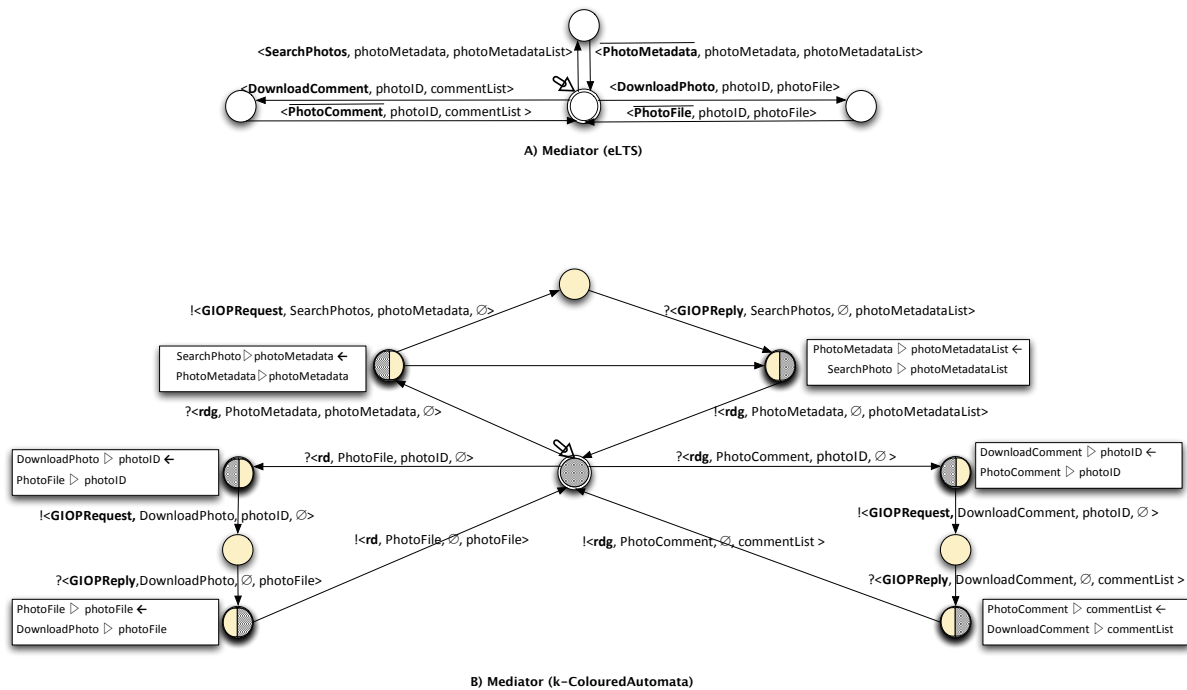 <SearchPhotos, photoMetadata, photoMetadataList>
<PhotoMetadata, photoMetadata, photoMetadataList>
<DownloadComment, photoID, commentList>
<DownloadPhoto, photoID, photoFile>
<PhotoComment, photoID, commentList >
<PhotoFile, photoID, photoFile>
A) Mediator (eLTS)
!<GIOPRequest, SearchPhotos, photoMetadata, ∅>
?<GIOPReply, SearchPhotos, ∅, photoMetadataList>
SearchPhoto▷photoMetadata ←
PhotoMetadata▷photoMetadata
PhotoMetadata ▷ photoMetadataList ←
SearchPhoto ▷ photoMetadataList
?<rdg, PhotoMetadata, photoMetadata, ∅>
!<rdg, PhotoMetadata, ∅, photoMetadataList>
DownloadPhoto ▷ photoID ←
PhotoFile ▷ photoID
?<rd, PhotoFile, photoID, ∅>
?<rdg, PhotoComment, photoID, ∅ >
DownloadComment ▷ photoID ←
PhotoComment ▷ photoID
!<GIOPRequest, DownloadPhoto, photoID, ∅>
!<GIOPRequest, DownloadComment, photoID, ∅ >
!<rd, PhotoFile, ∅, photoFile>
!<rdg, PhotoComment, ∅, commentList >
?<GIOPReply,DownloadPhoto, ∅, photoFile>
?<GIOPReply, DownloadComment, ∅, commentList >
PhotoFile ▷ photoFile ←
DownloadPhoto ▷ photoFile
PhotoComment ▷ commentList ←
DownloadComment ▷ commentList
B) Mediator (k-ColouredAutomata)